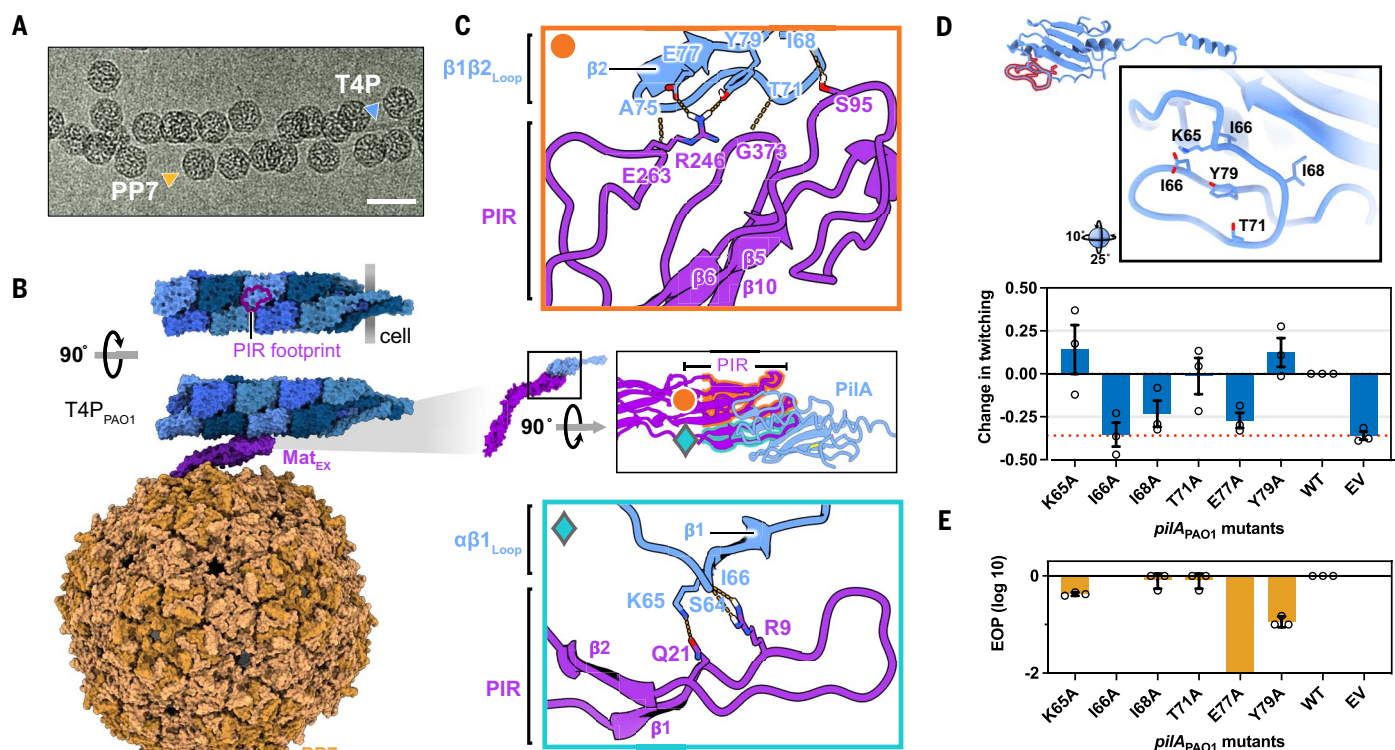 A
T4P
PP7
B
cell
PIR footprint
90°
T4P PAO1
Mat EX
PP7
C
β1β2 Loop
β2
E77
Y79
I68
A75
T71
S95
PIR
E263
R246
G373
β6
β5
β10
90°
PIR
PilA
αβ1 Loop
β1
I66
K65
S64
R9
Q21
β2
PIR
β1
D
K65
I66
I66
Y79
I68
T71
10°
25°
Change in twitching
0.50
0.25
0.00
-0.25
-0.50
K65A
I66A
I68A
T71A
E77A
Y79A
WT
EV
pilA PAO1 mutants
E
EOP (log 10)
0
-2
K65A
I66A
I68A
T71A
E77A
Y79A
WT
EV
pilA PAO1 mutants